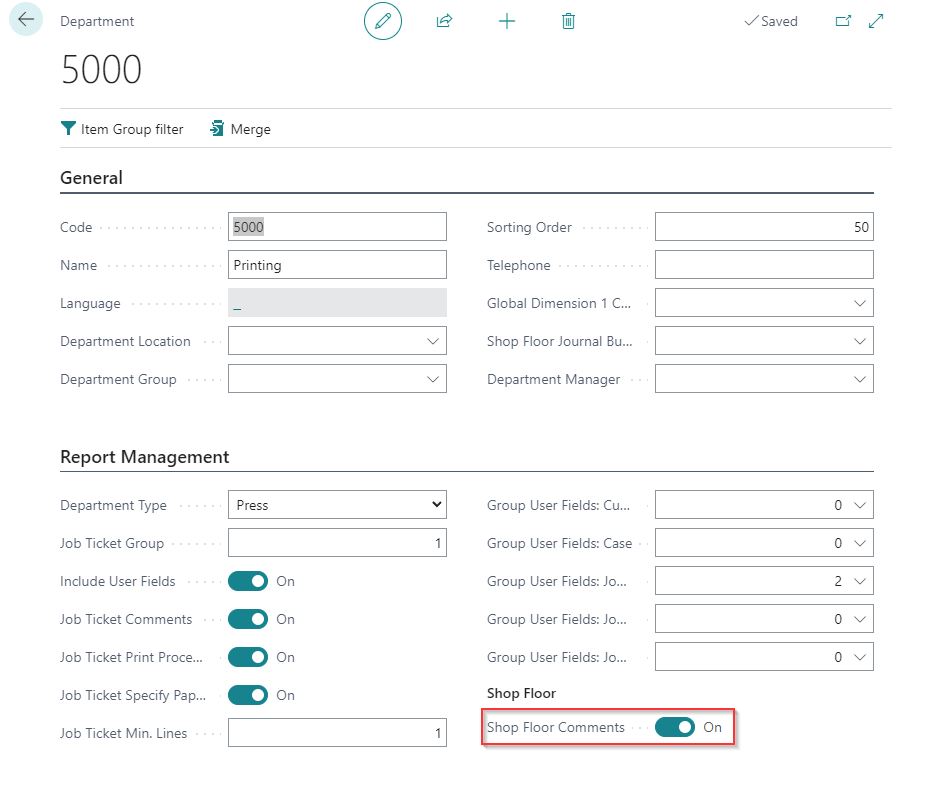 Department
Saved
5000
Item Group filter
Merge
General
Code
5000
Name
Printing
Language
_
Department Location
Department Group
Sorting Order
50
Telephone
Global Dimension 1 C...
Shop Floor Journal Bu...
Department Manager
Report Management
Department Type
Press
Job Ticket Group
1
Include User Fields
On
Job Ticket Comments
On
Job Ticket Print Proce...
On
Job Ticket Specify Pap...
On
Job Ticket Min. Lines
1
Group User Fields: Cu...
0
Group User Fields: Case
0
Group User Fields: Jo...
2
Group User Fields: Jo...
0
Group User Fields: Jo...
0
Shop Floor
Shop Floor Comments
On